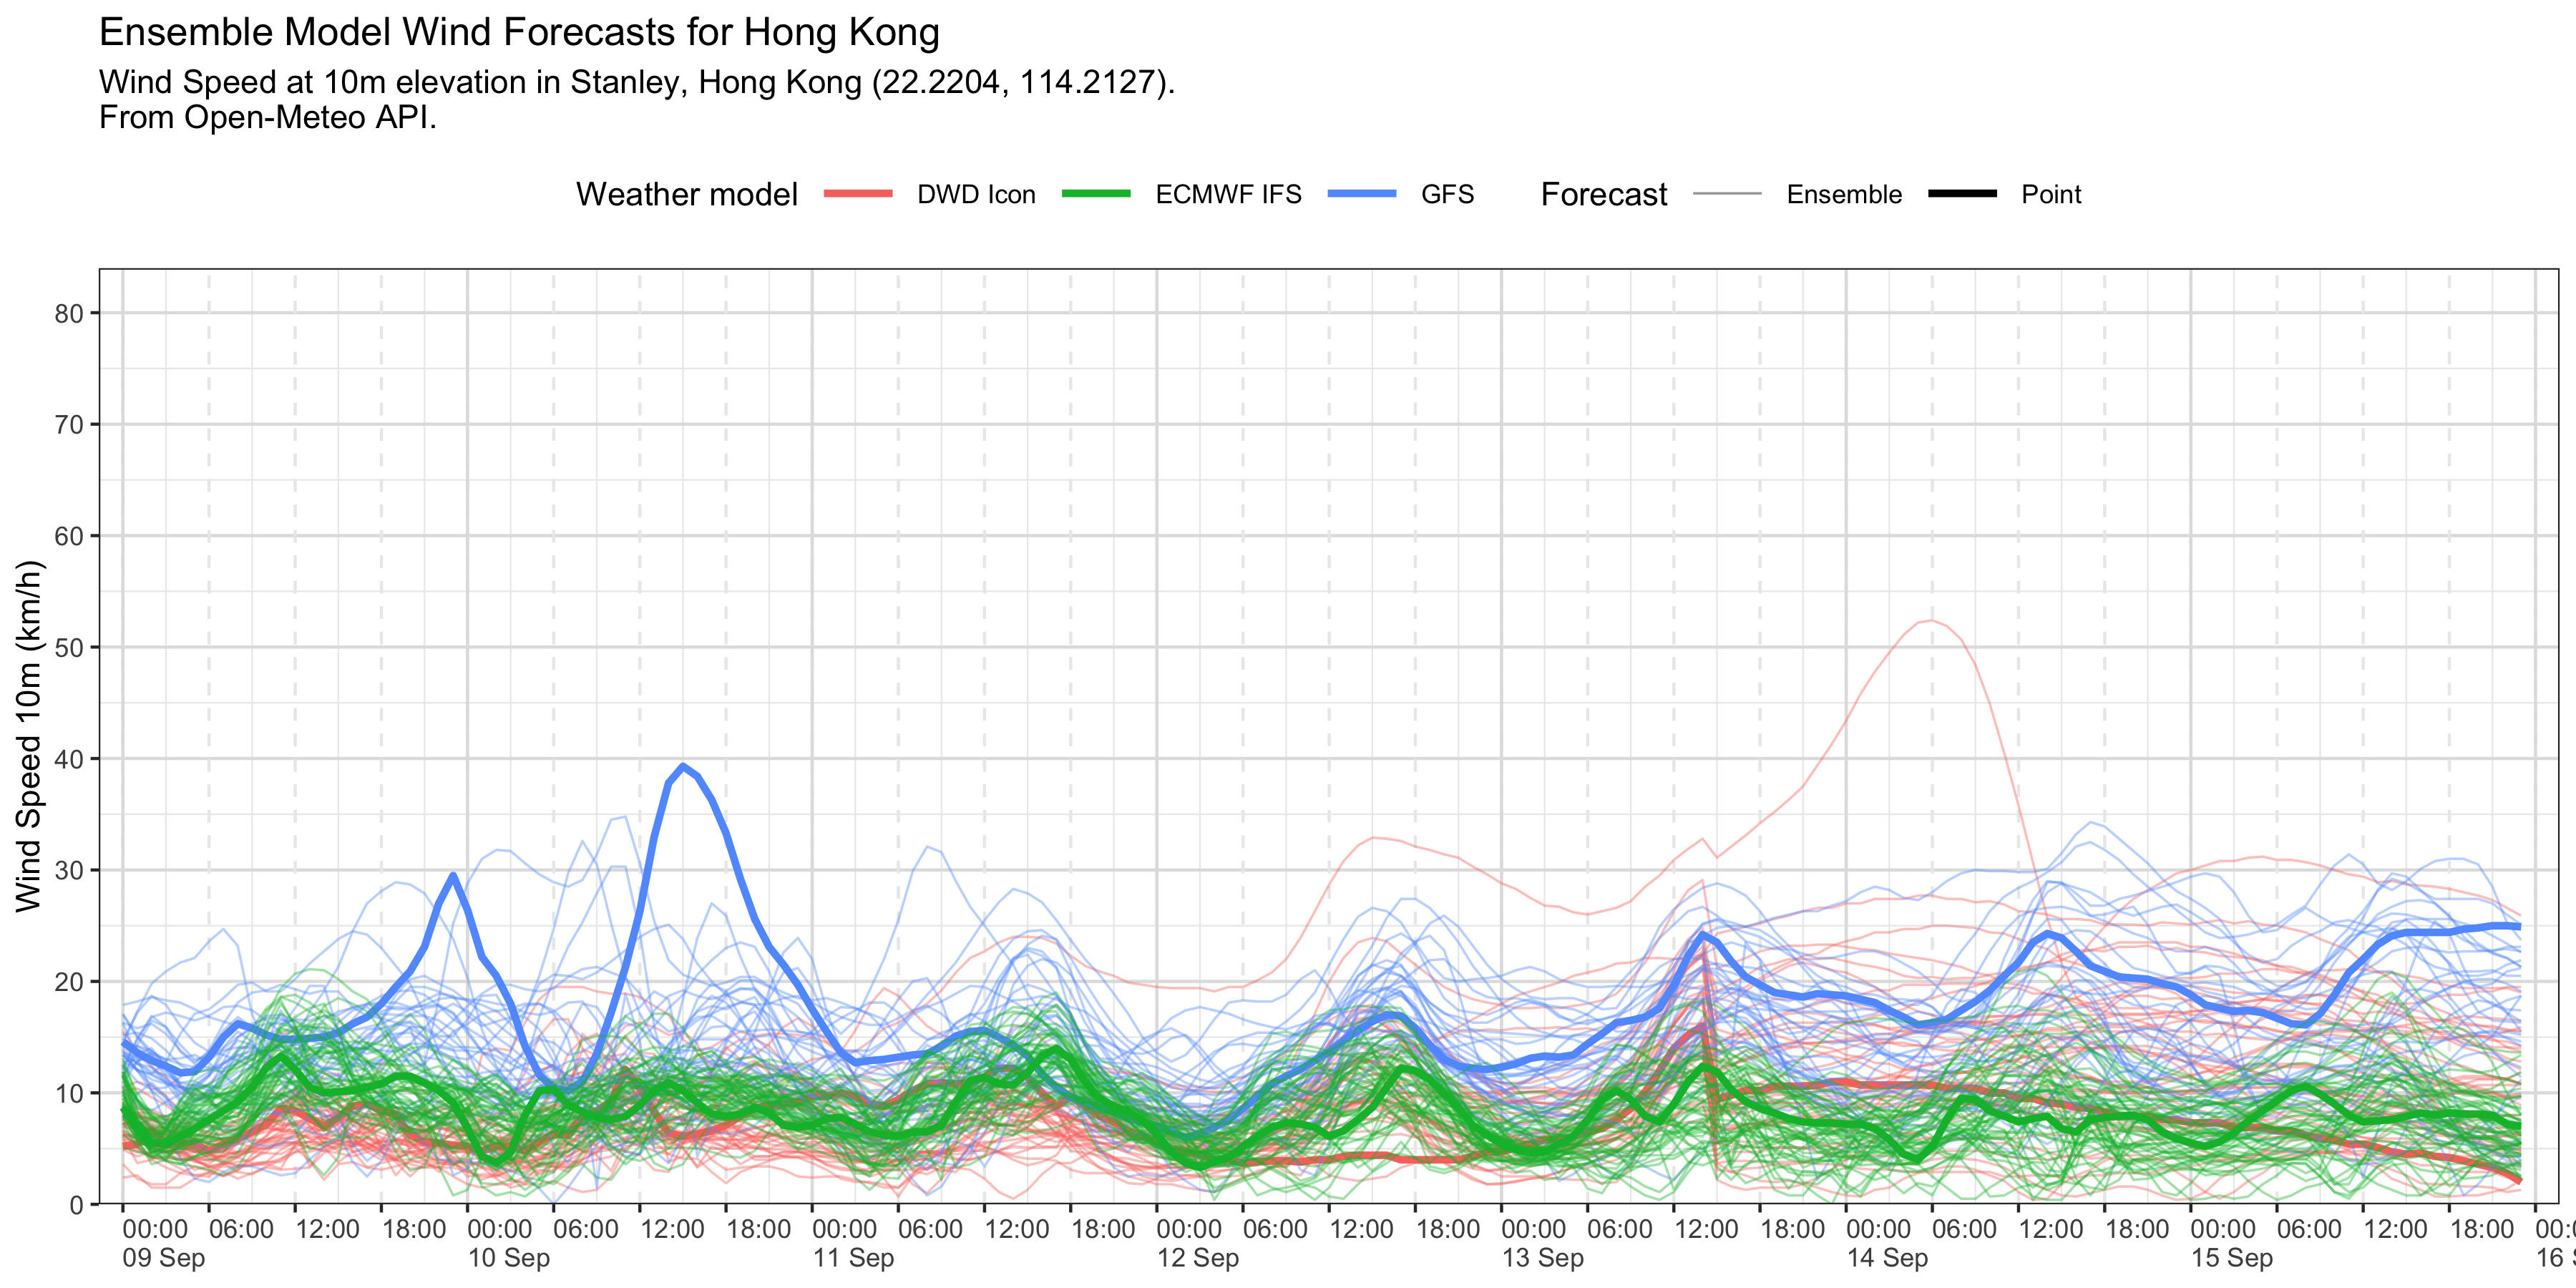 Ensemble Model Wind Forecasts for Hong Kong
Wind Speed at 10m elevation in Stanley, Hong Kong (22.2204, 114.2127).
From Open-Meteo API.
Weather model DWD Icon ECMWF IFS GFS Forecast Ensemble Point
Wind Speed 10m (km/h)
80
70
60
50
40
30
20
10
0
00:00 06:00 12:00 18:00 00:00 06:00 12:00 18:00 00:00 06:00 12:00 18:00 00:00 06:00 12:00 18:00 00:00 06:00 12:00 18:00 00:00 06:00 12:00 18:00 00:00 06:00 12:00 18:00
09 Sep 10 Sep 11 Sep 12 Sep 13 Sep 14 Sep 15 Sep 16